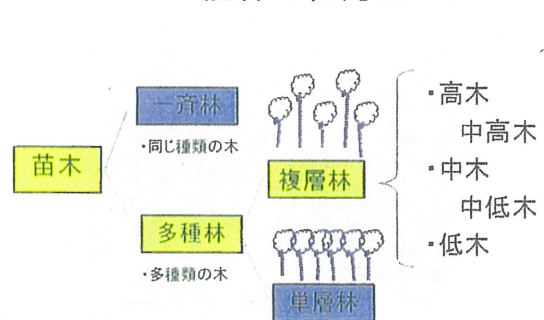 苗木
一斉林
・同じ種類の木
多種林
・多種類の木
複層林
単層林
・高木
中高木
・中木
中低木
・低木